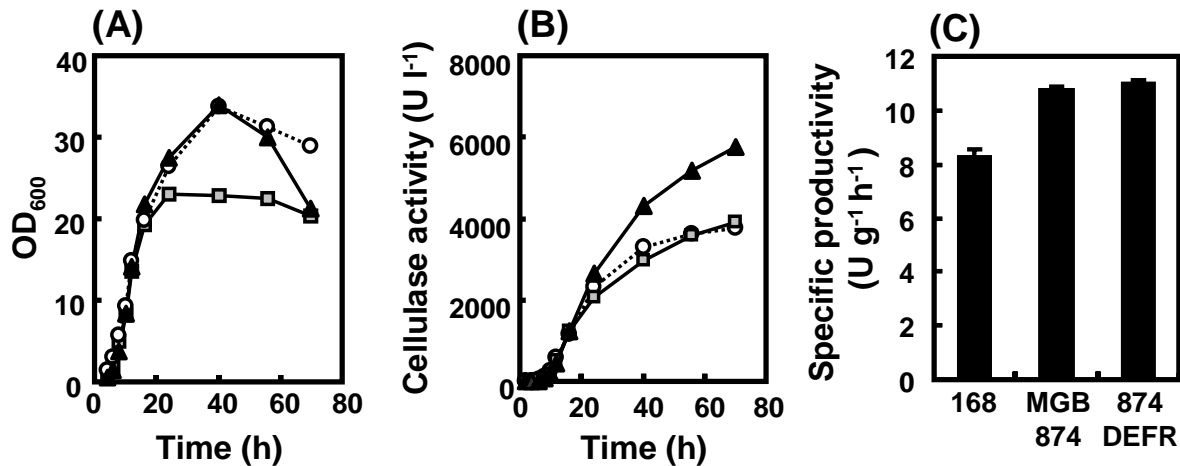 (A)
OD600
40
30
20
10
0
0 20 40 60 80
Time (h)
(B)
Cellulase activity (U l-1)
8000
6000
4000
2000
0
0 20 40 60 80
Time (h)
(C)
Specific productivity
(U g-1 h-1)
12
10
8
6
4
2
0
168 MGB 874
874 DEFR